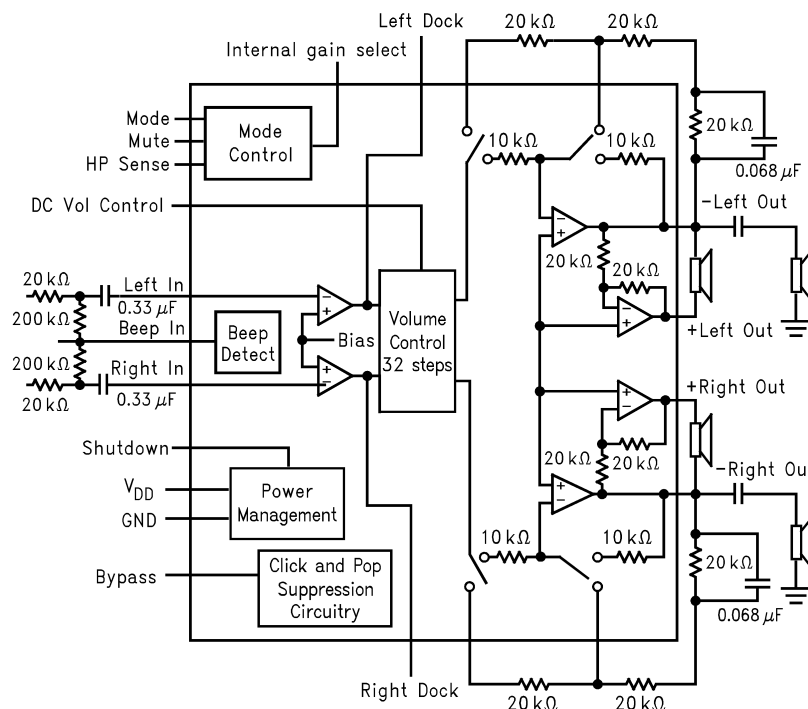 Left Dock
20 kΩ
20 kΩ
Internal gain select
Mode
Mute
HP Sense
Mode
Control
10 kΩ
10 kΩ
20 kΩ
0.068 μF
DC Vol Control
−Left Out
−
+
20 kΩ
20 kΩ
20 kΩ
Left In
0.33 μF
200 kΩ
Beep In
Beep
Detect
−
+
Bias
Volume
Control
32 steps
−
+
+Left Out
200 kΩ
Right In
20 kΩ
0.33 μF
+
−
+
−
+Right Out
20 kΩ
20 kΩ
−Right Ou
Shutdown
VDD
GND
Power
Management
+
−
10 kΩ
10 kΩ
20 kΩ
0.068 μF
Bypass
Click and Pop
Suppression
Circuitry
Right Dock
20 kΩ
20 kΩ